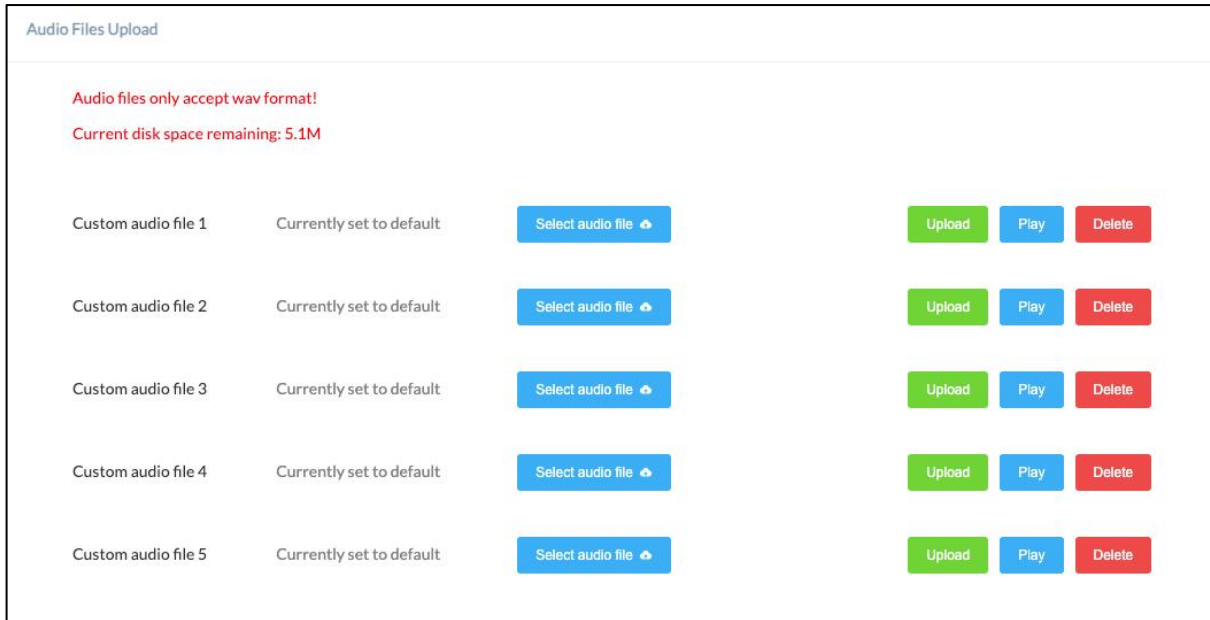 Audio Files Upload
Audio files only accept wav format!
Current disk space remaining: 5.1M
Custom audio file 1 Currently set to default Select audio file Upload Play Delete
Custom audio file 2 Currently set to default Select audio file Upload Play Delete
Custom audio file 3 Currently set to default Select audio file Upload Play Delete
Custom audio file 4 Currently set to default Select audio file Upload Play Delete
Custom audio file 5 Currently set to default Select audio file Upload Play Delete